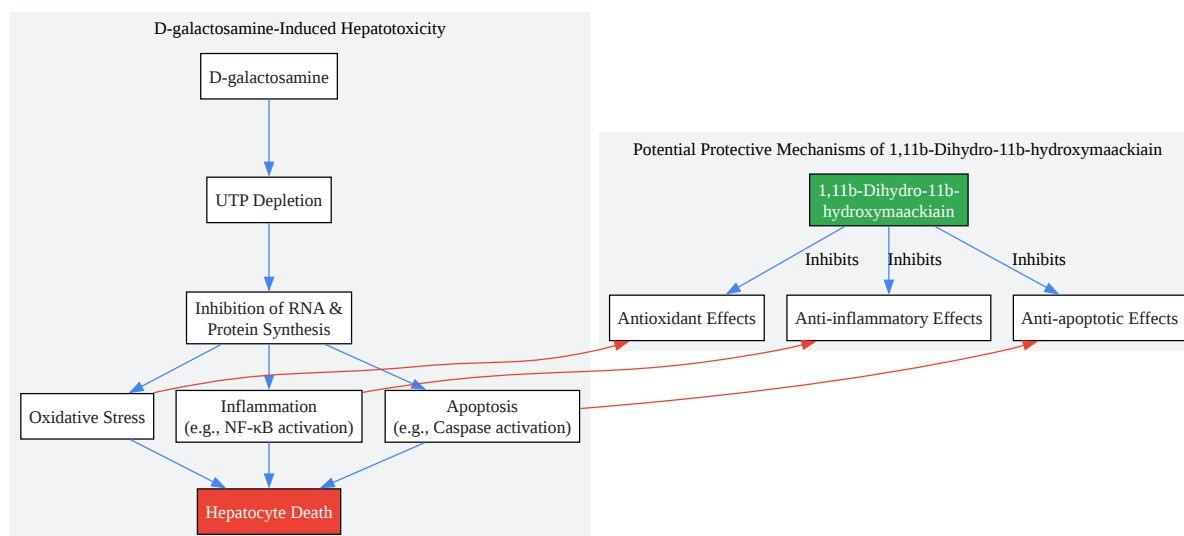 D-galactosamine-Induced Hepatotoxicity
D-galactosamine
UTP Depletion
Inhibition of RNA &
Protein Synthesis
Oxidative Stress
Inflammation
(e.g., NF-κB activation)
Apoptosis
(e.g., Caspase activation)
Hepatocyte Death
Potential Protective Mechanisms of 1,11b-Dihydro-11b-hydroxymaackiain
1,11b-Dihydro-11b-
hydroxymaackiain
Inhibits
Inhibits
Inhibits
Antioxidant Effects
Anti-inflammatory Effects
Anti-apoptotic Effects